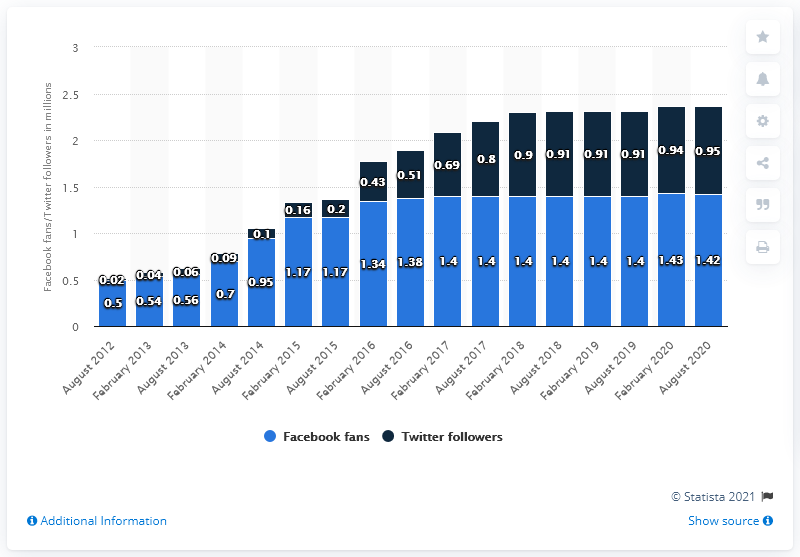 3
2.5
2
1.5
1
0.5
0
Facebook fans/Twitter followers in millions
0.02 0.04 0.06 0.09 0.1 0.16 0.2 0.43 0.51 0.69 0.8 0.9 0.91 0.91 0.91 0.94 0.95
0.5 0.54 0.56 0.7 0.95 1.17 1.17 1.34 1.38 1.4 1.4 1.4 1.4 1.4 1.4 1.43 1.42
August 2012
February 2013
August 2013
February 2014
August 2014
February 2015
August 2015
February 2016
August 2016
February 2017
August 2017
February 2018
August 2018
February 2019
August 2019
February 2020
August 2020
Facebook fans Twitter followers
© Statista 2021
Additional Information Show source